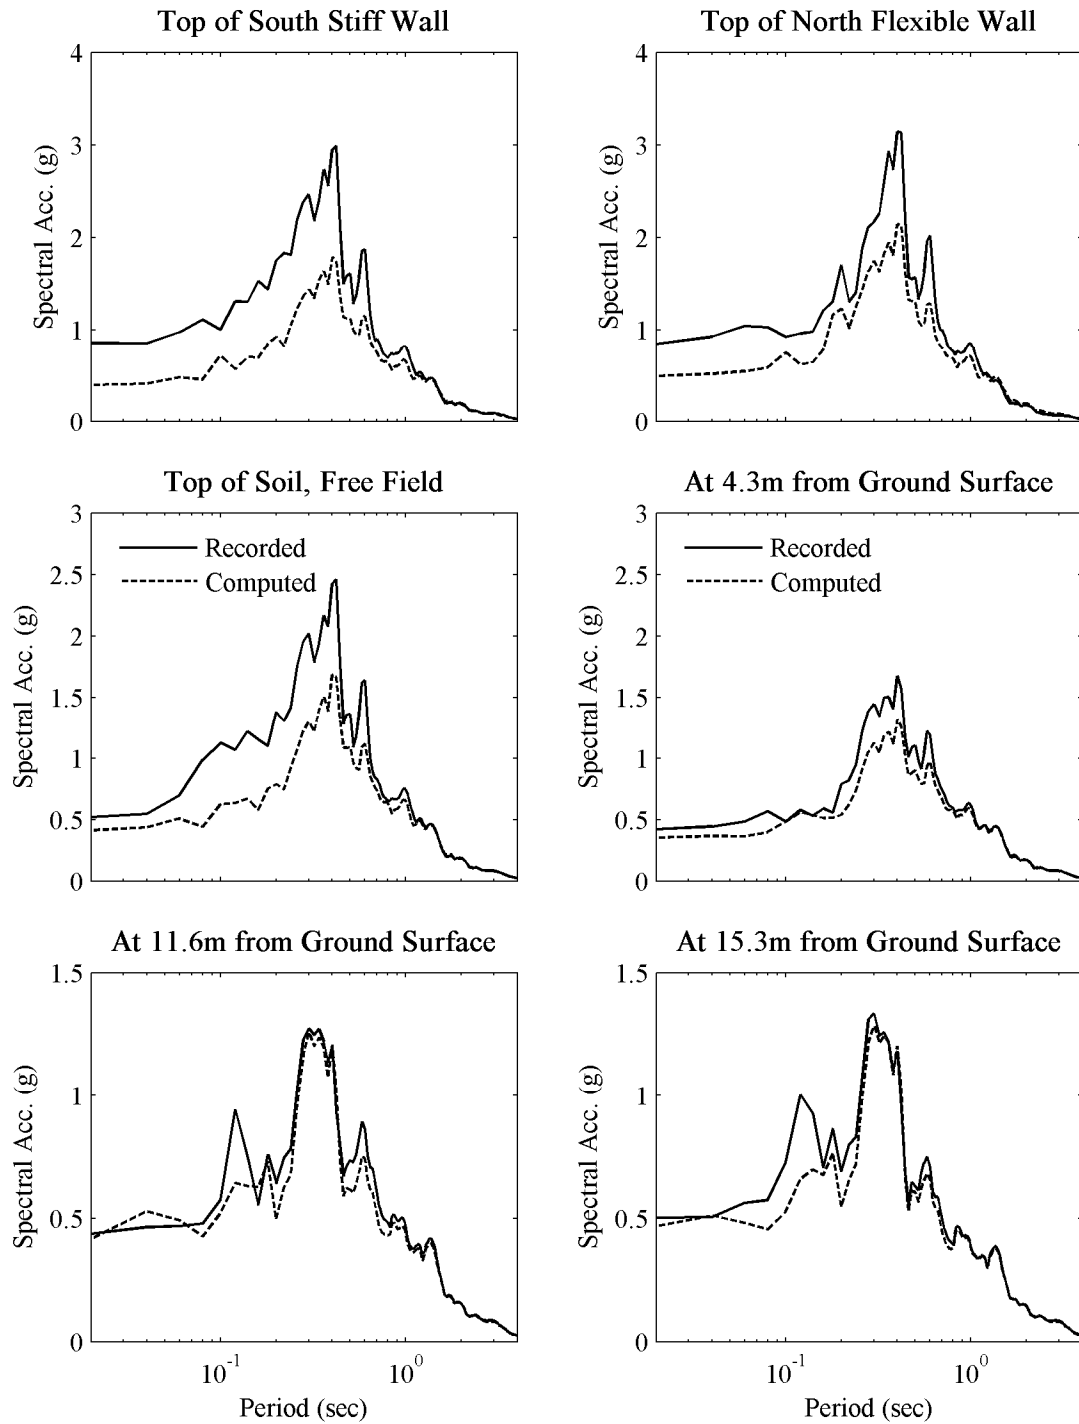 Top of South Stiff Wall
Spectral Acc. (g)
4
3
2
1
0
Top of North Flexible Wall
Spectral Acc. (g)
4
3
2
1
0
Top of Soil, Free Field
Spectral Acc. (g)
3
2.5
2
1.5
1
0.5
0
Recorded
Computed
At 4.3m from Ground Surface
Spectral Acc. (g)
3
2.5
2
1.5
1
0.5
0
Recorded
Computed
At 11.6m from Ground Surface
Spectral Acc. (g)
1.5
1
0.5
0
10⁻¹ 10⁰
Period (sec)
At 15.3m from Ground Surface
Spectral Acc. (g)
1.5
1
0.5
0
10⁻¹ 10⁰
Period (sec)